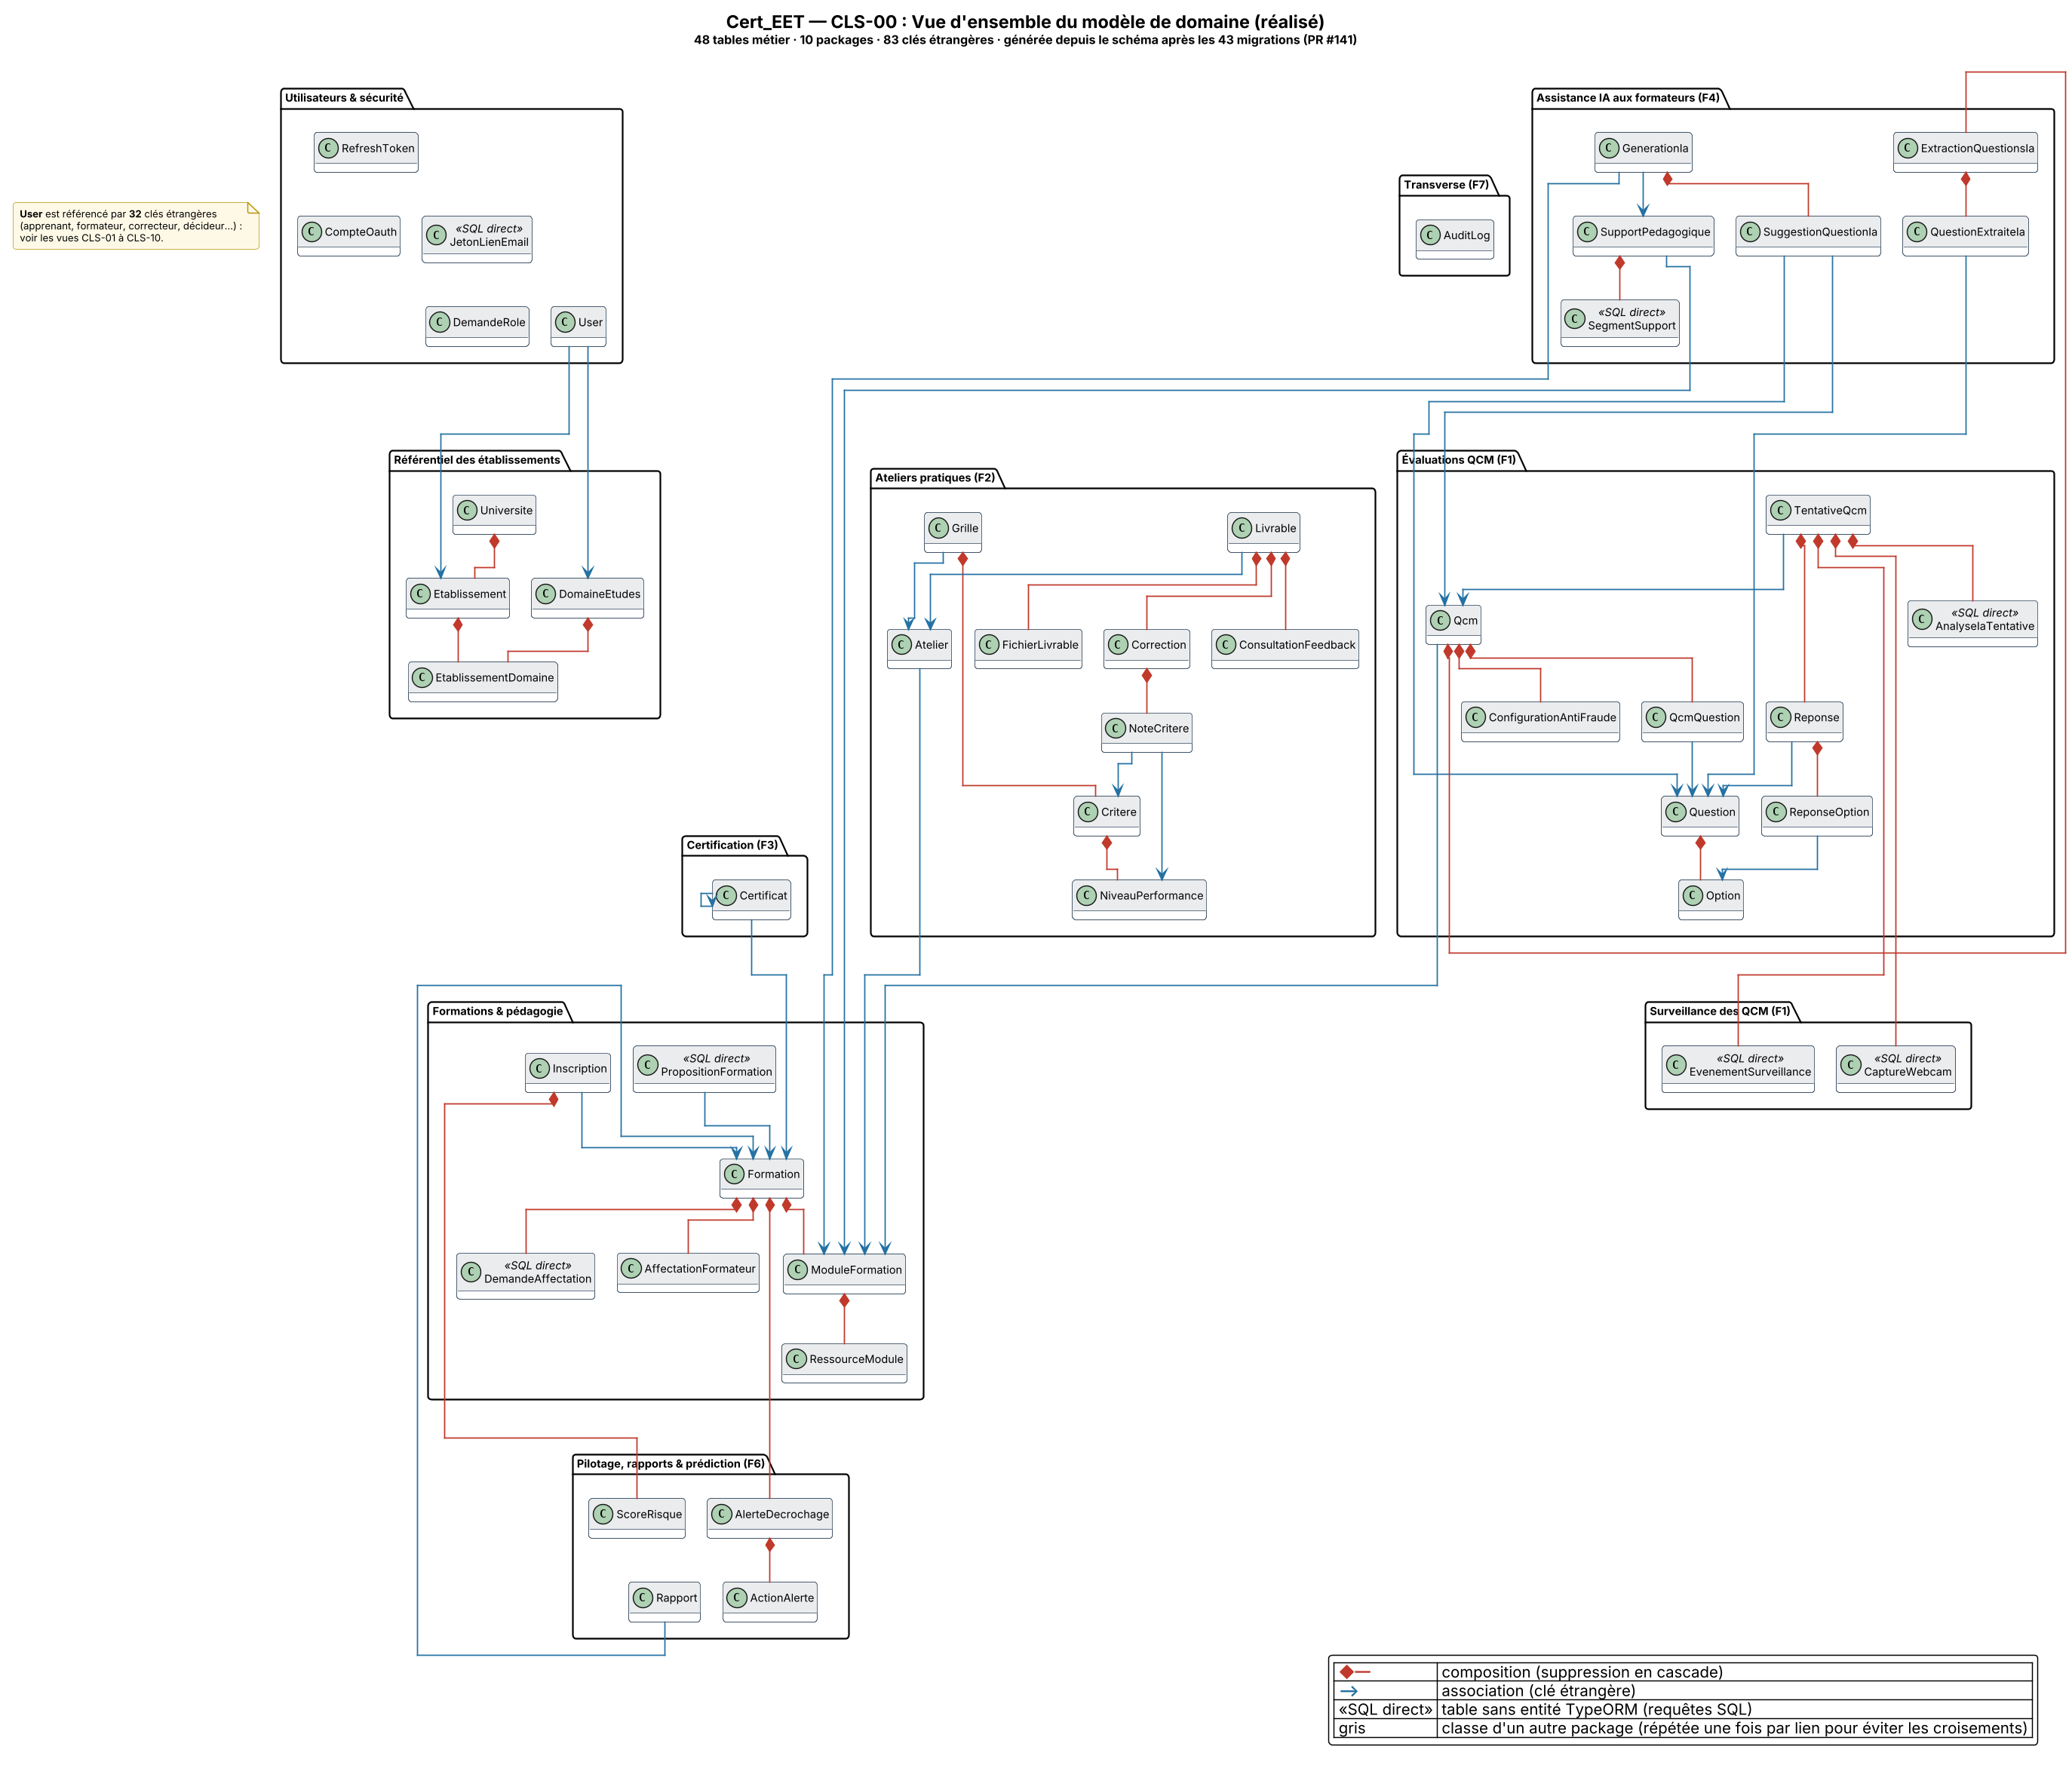 Cert_EET — CLS-00 : Vue d'ensemble du modèle de domaine (réalisé)
48 tables métier · 10 packages · 83 clés étrangères · générée depuis le schéma après les 43 migrations (PR #141)
Utilisateurs & sécurité
C RefreshToken
C CompteOauth
C «SQL direct»
JetonLienEmail
C DemandeRole
C User
User est référencé par 32 clés étrangères
(apprenant, formateur, correcteur, décideur...) :
voir les vues CLS-01 à CLS-10.
Transverse (F7)
C AuditLog
Assistance IA aux formateurs (F4)
C GenerationIa
C ExtractionQuestionsIa
C SupportPedagogique
C SuggestionQuestionIa
C QuestionExtraiteIa
C «SQL direct»
SegmentSupport
Référentiel des établissements
C Universite
C Etablissement
C DomaineEtudes
C EtablissementDomaine
Ateliers pratiques (F2)
C Grille
C Livrable
C Atelier
C FichierLivrable
C Correction
C ConsultationFeedback
C NoteCritere
C Critere
C NiveauPerformance
Évaluations QCM (F1)
C TentativeQcm
C Qcm
C «SQL direct»
AnalyseIaTentative
C ConfigurationAntiFraude
C QcmQuestion
C Reponse
C Question
C ReponseOption
C Option
Certification (F3)
C Certificat
Formations & pédagogie
C Inscription
C «SQL direct»
PropositionFormation
C Formation
C «SQL direct»
DemandeAffectation
C AffectationFormateur
C ModuleFormation
C RessourceModule
Surveillance des QCM (F1)
C «SQL direct»
EvenementSurveillance
C «SQL direct»
CaptureWebcam
Pilotage, rapports & prédiction (F6)
C ScoreRisque
C AlerteDecrochage
C Rapport
C ActionAlerte
composition (suppression en cascade)
association (clé étrangère)
«SQL direct» table sans entité TypeORM (requêtes SQL)
gris classe d'un autre package (répétée une fois par lien pour éviter les croisements)